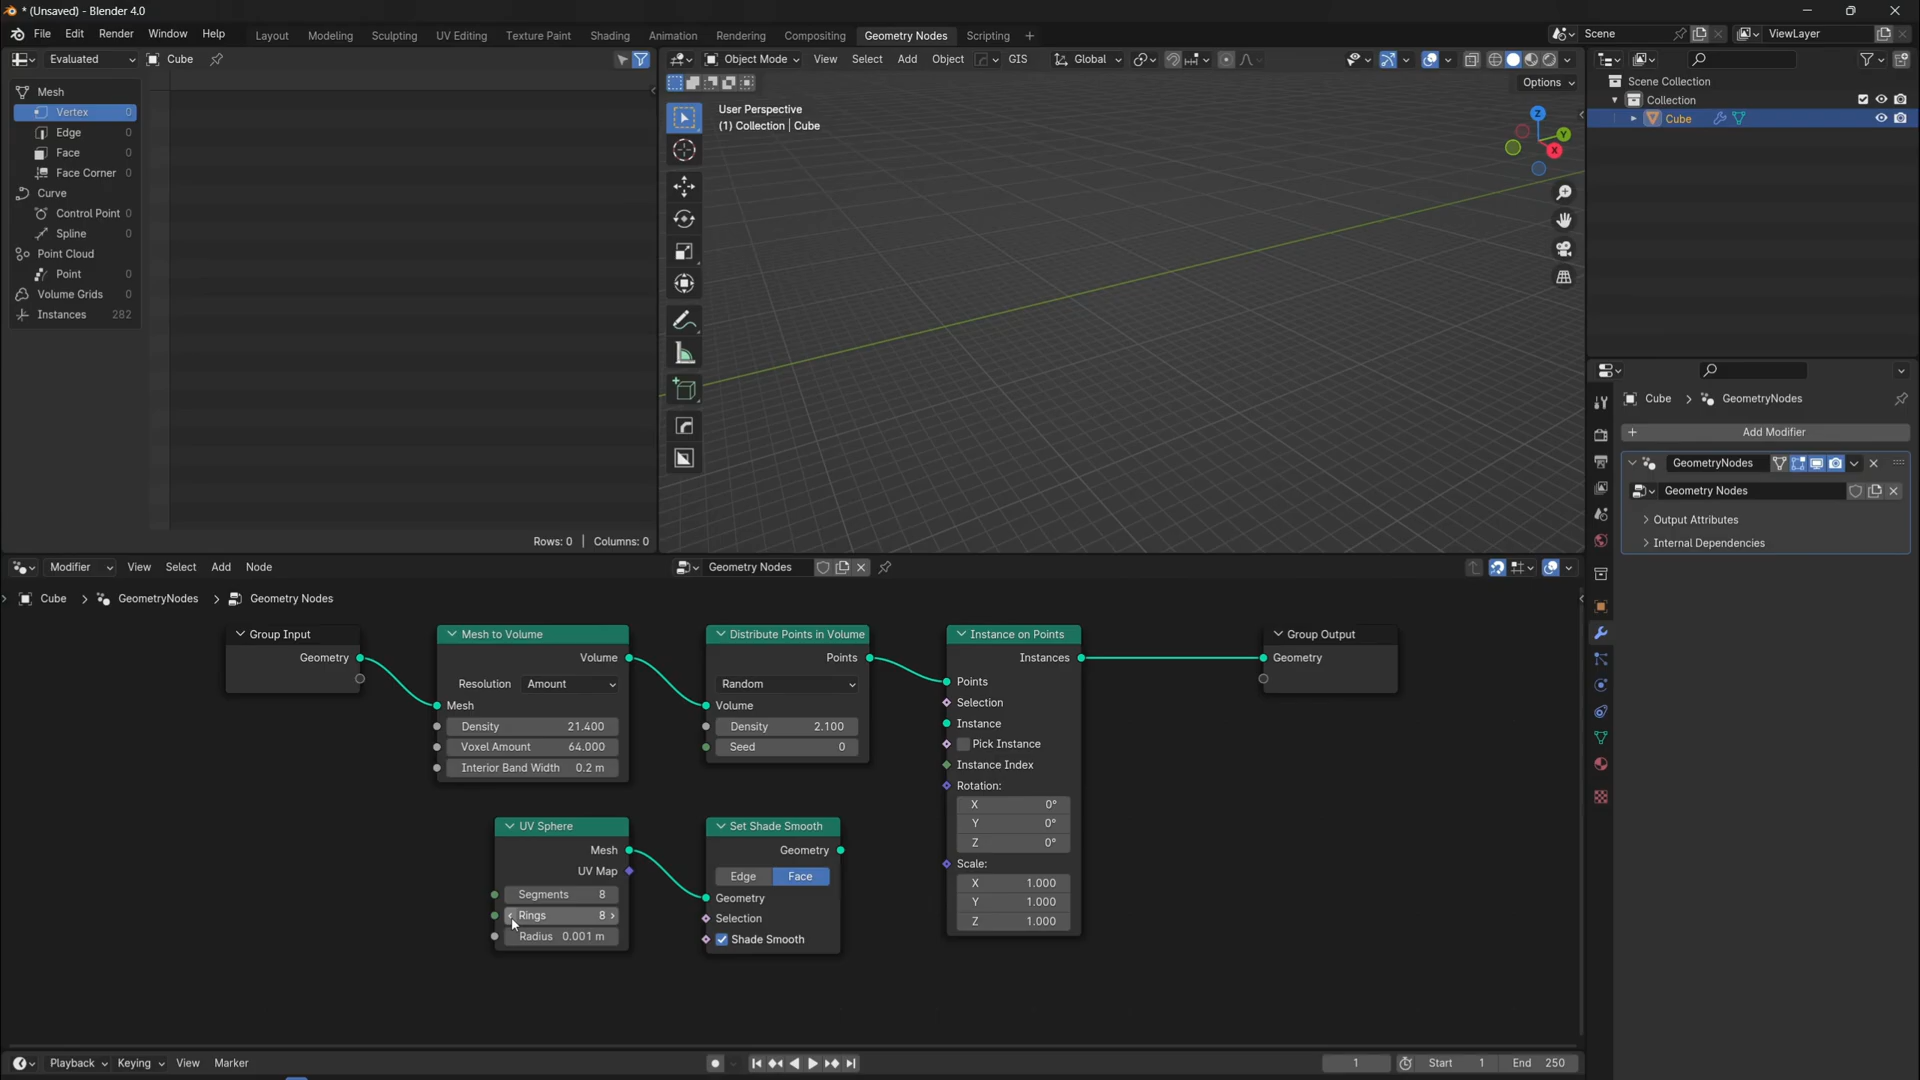 * (Unsaved) - Blender 4.0
File Edit Render Window Help
Layout Modeling Sculpting UV Editing Texture Paint Shading Animation Rendering Compositing Geometry Nodes Scripting +
Scene
ViewLayer
Evaluated
Cube
Object Mode
View Select Add Object GIS
Global
Options
Mesh
Vertex 0
Edge 0
Face 0
Face Corner 0
Curve
Control Point 0
Spline 0
Point Cloud
Point 0
Volume Grids 0
Instances 282
Rows: 0 | Columns: 0
User Perspective
(1) Collection | Cube
Z
Y
X
Scene Collection
Collection
Cube
Cube > GeometryNodes
+ Add Modifier
GeometryNodes
Geometry Nodes
Output Attributes
Internal Dependencies
Modifier View Select Add Node
Geometry Nodes
Cube > GeometryNodes > Geometry Nodes
Group Input
Geometry
Mesh to Volume
Volume
Resolution Amount
Mesh
Density 21.400
Voxel Amount 64.000
Interior Band Width 0.2 m
Distribute Points in Volume
Points
Random
Volume
Density 2.100
Seed 0
Instance on Points
Instances
Points
Selection
Instance
Pick Instance
Instance Index
Rotation:
X 0°
Y 0°
Z 0°
Scale:
X 1.000
Y 1.000
Z 1.000
Group Output
Geometry
UV Sphere
Mesh
UV Map
Segments 8
Rings 8
Radius 0.001 m
Set Shade Smooth
Geometry
Edge Face
Geometry
Selection
Shade Smooth
Playback Keying View Marker
1
Start 1
End 250